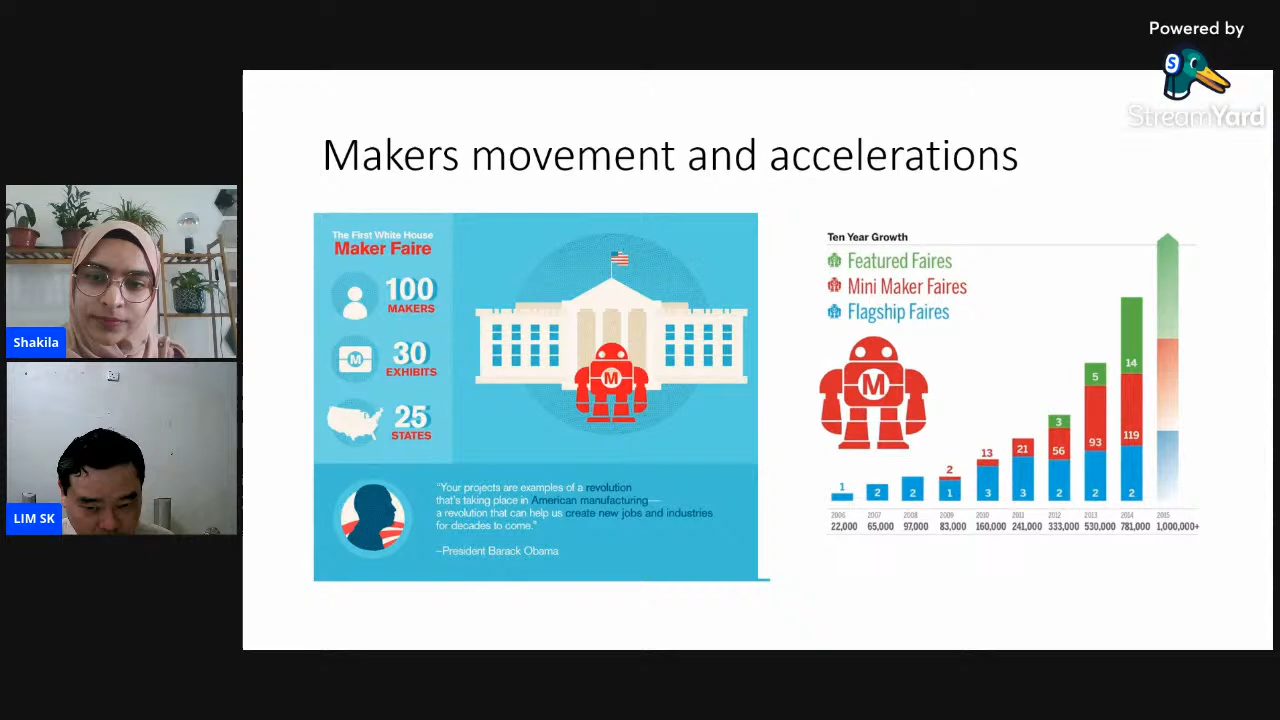 Powered by
S
StreamYard
Makers movement and accelerations
The First White House
Maker Faire
100
MAKERS
M
30
EXHIBITS
25
STATES
M
"Your projects are examples of a revolution
that's taking place in American manufacturing—
a revolution that can help us create new jobs and industries
for decades to come."
–President Barack Obama
Ten Year Growth
Featured Faires
Mini Maker Faires
Flagship Faires
M
14
5
3
119
93
56
21
13
2
1 2 2 1 3 3 2 2 2
2006 2007 2008 2009 2010 2011 2012 2013 2014 2015
22,000 65,000 97,000 83,000 160,000 241,000 333,000 530,000 781,000 1,000,000+
Shakila
LIM SK